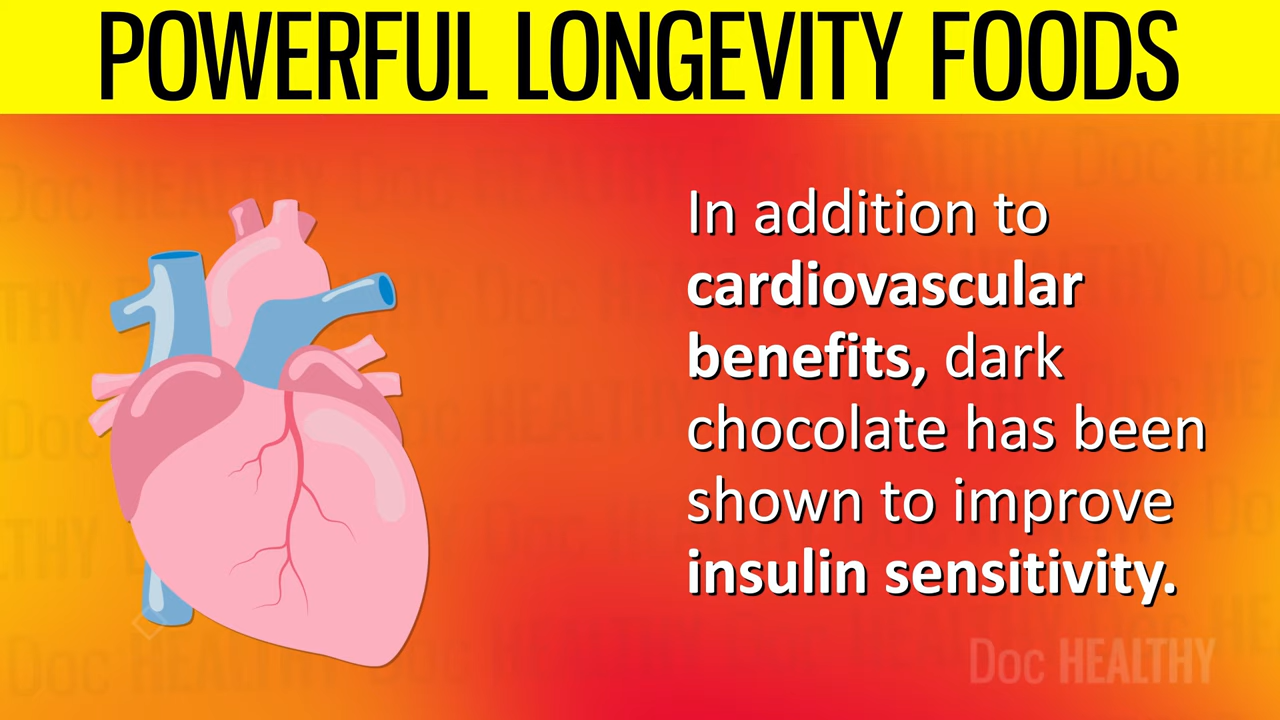 POWERFUL LONGEVITY FOODS
In addition to
cardiovascular
benefits, dark
chocolate has been
shown to improve
insulin sensitivity.
Doc HEALTHY